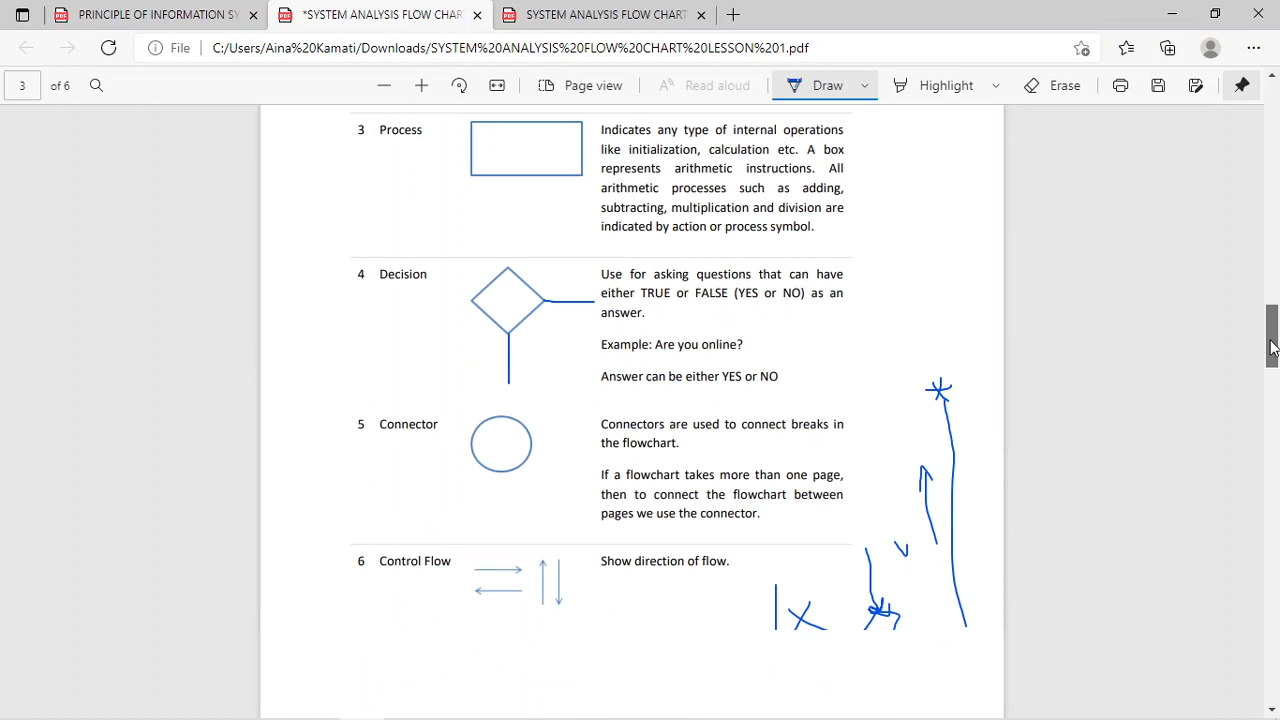 PRINCIPLE OF INFORMATION SY
*SYSTEM ANALYSIS FLOW CHAR
SYSTEM ANALYSIS FLOW CHART
File
C:/Users/Aina%20Kamati/Downloads/SYSTEM%20ANALYSIS%20FLOW%20CHART%20LESSON%201.pdf
3 of 6
Page view
Read aloud
Draw
Highlight
Erase
3 Process
Indicates any type of internal operations
like initialization, calculation etc. A box
represents arithmetic instructions. All
arithmetic processes such as adding,
subtracting, multiplication and division are
indicated by action or process symbol.
4 Decision
Use for asking questions that can have
either TRUE or FALSE (YES or NO) as an
answer.
Example: Are you online?
Answer can be either YES or NO
5 Connector
Connectors are used to connect breaks in
the flowchart.
If a flowchart takes more than one page,
then to connect the flowchart between
pages we use the connector.
6 Control Flow
Show direction of flow.